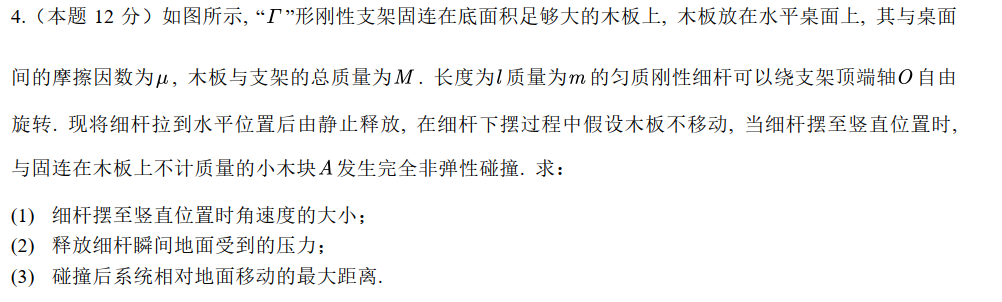 4.（本题 12 分）如图所示, “Γ”形刚性支架固连在底面积足够大的木板上, 木板放在水平桌面上, 其与桌面
间的摩擦因数为μ, 木板与支架的总质量为M. 长度为l质量为m的匀质刚性细杆可以绕支架顶端轴O自由
旋转. 现将细杆拉到水平位置后由静止释放, 在细杆下摆过程中假设木板不移动, 当细杆摆至竖直位置时,
与固连在木板上不计质量的小木块A发生完全非弹性碰撞. 求：
(1) 细杆摆至竖直位置时角速度的大小；
(2) 释放细杆瞬间地面受到的压力；
(3) 碰撞后系统相对地面移动的最大距离.